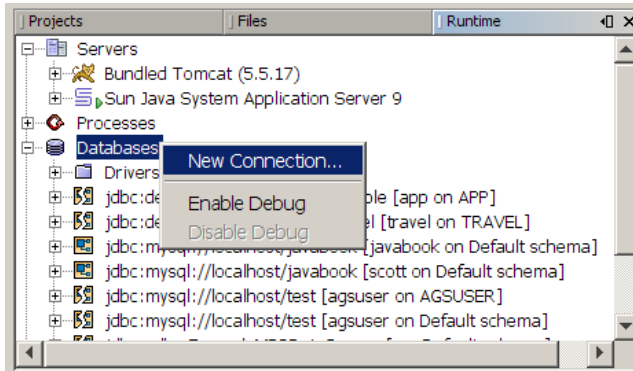 Projects Files Runtime
Servers
Bundled Tomcat (5.5.17)
Sun Java System Application Server 9
Processes
Databases
New Connection...
Drivers
jdbc:de ple [app on APP]
Enable Debug
jdbc:de el [travel on TRAVEL]
Disable Debug
jdbc:mysql://localhost/javabook [javabook on Default schema]
jdbc:mysql://localhost/javabook [scott on Default schema]
jdbc:mysql://localhost/test [agsuser on AGSUSER]
jdbc:mysql://localhost/test [agsuser on Default schema]